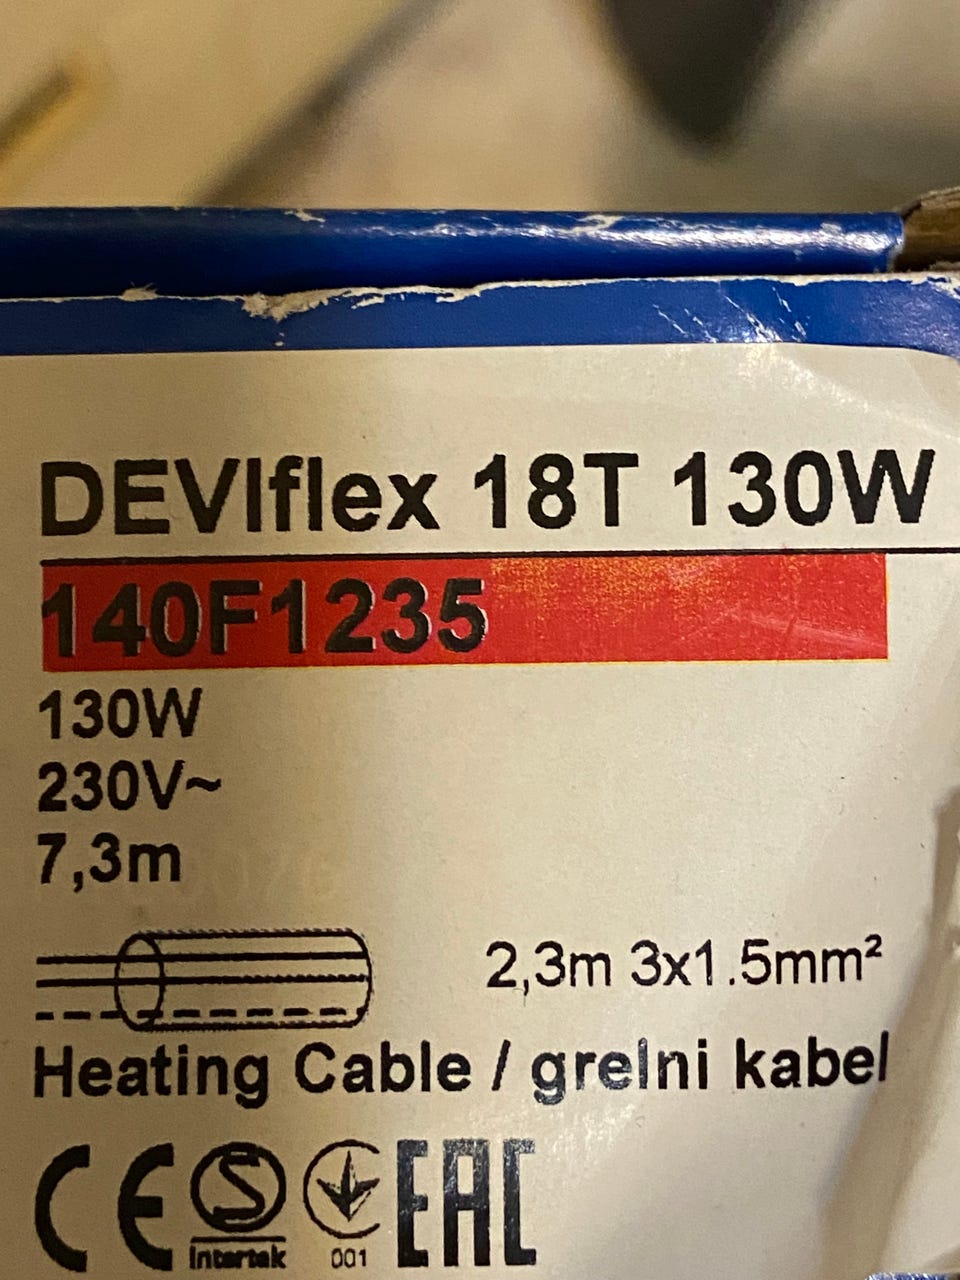 DEVIflex 18T 130W
140F1235
130W
230V~
7,3m
2,3m 3x1.5mm²
Heating Cable / grelni kabel
CE S EAC
Intertek 001